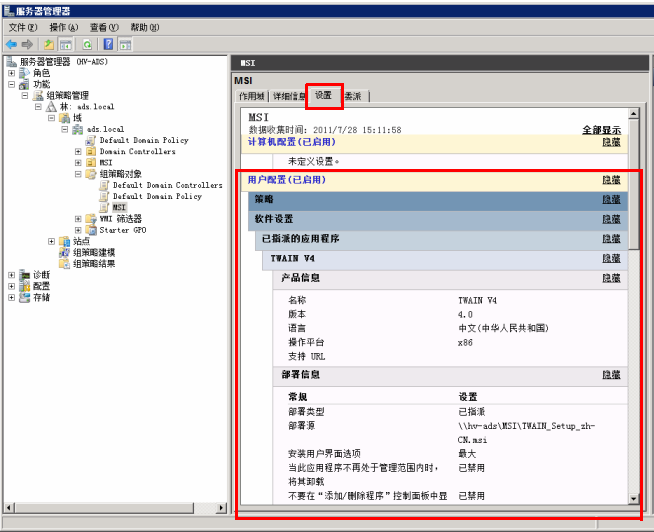 服务器管理器
文件(F) 操作(A) 查看(V) 帮助(H)
服务器管理器 (HV-ADS)
角色
功能
组策略管理
林: ads.local
域
ads.local
Default Domain Policy
Domain Controllers
MSI
组策略对象
Default Domain Controllers
Default Domain Policy
MSI
WMI 筛选器
Starter GPO
站点
组策略建模
组策略结果
诊断
配置
存储
MSI
MSI
作用域 详细信息 设置 委派
MSI
数据收集时间: 2011/7/28 15:11:58 全部显示
计算机配置(已启用) 隐藏
未定义设置。
用户配置(已启用) 隐藏
策略 隐藏
软件设置 隐藏
已指派的应用程序 隐藏
TWAIN V4 隐藏
产品信息 隐藏
名称 TWAIN V4
版本 4.0
语言 中文(中华人民共和国)
操作平台 x86
支持 URL
部署信息 隐藏
常规 设置
部署类型 已指派
部署源 \\hv-ads\MSI\TWAIN_Setup_zh-
CN.msi
安装用户界面选项 最大
当此应用程序不再处于管理范围内时, 已禁用
将其卸载
不要在“添加/删除程序”控制面板中显 已禁用